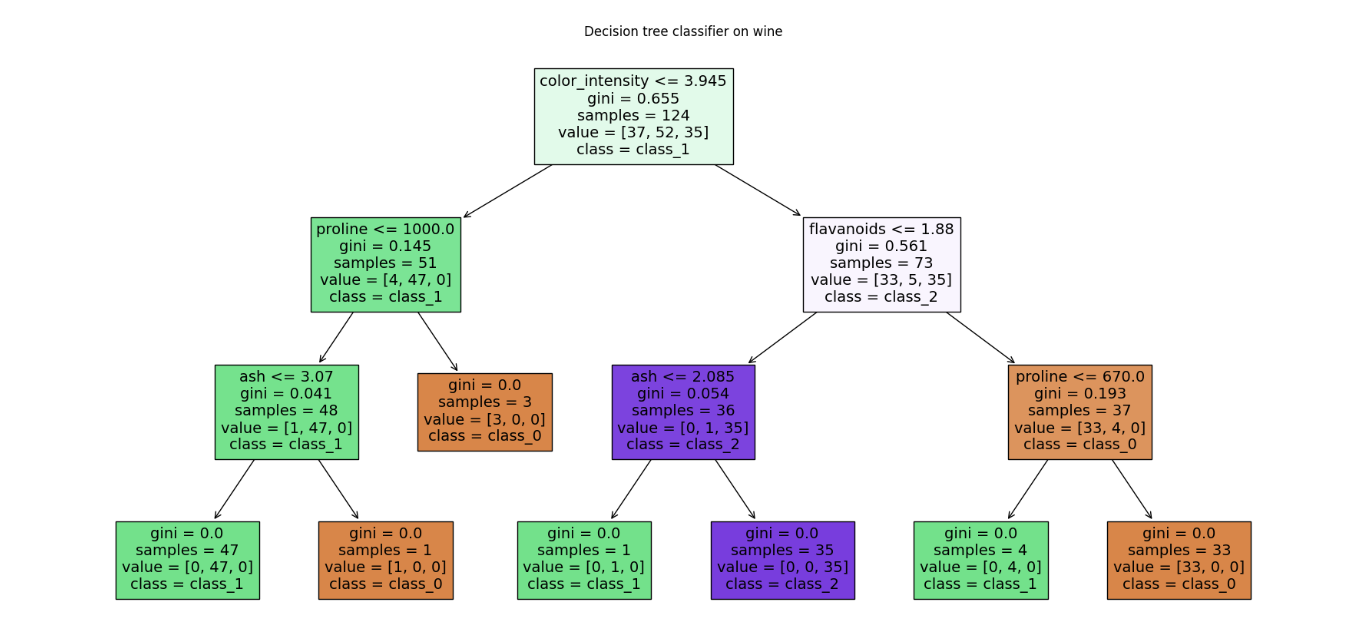 Decision tree classifier on wine
color_intensity <= 3.945
gini = 0.655
samples = 124
value = [37, 52, 35]
class = class_1
proline <= 1000.0
gini = 0.145
samples = 51
value = [4, 47, 0]
class = class_1
flavanoids <= 1.88
gini = 0.561
samples = 73
value = [33, 5, 35]
class = class_2
ash <= 3.07
gini = 0.041
samples = 48
value = [1, 47, 0]
class = class_1
gini = 0.0
samples = 3
value = [3, 0, 0]
class = class_0
ash <= 2.085
gini = 0.054
samples = 36
value = [0, 1, 35]
class = class_2
proline <= 670.0
gini = 0.193
samples = 37
value = [33, 4, 0]
class = class_0
gini = 0.0
samples = 47
value = [0, 47, 0]
class = class_1
gini = 0.0
samples = 1
value = [1, 0, 0]
class = class_0
gini = 0.0
samples = 1
value = [0, 1, 0]
class = class_1
gini = 0.0
samples = 35
value = [0, 0, 35]
class = class_2
gini = 0.0
samples = 4
value = [0, 4, 0]
class = class_1
gini = 0.0
samples = 33
value = [33, 0, 0]
class = class_0